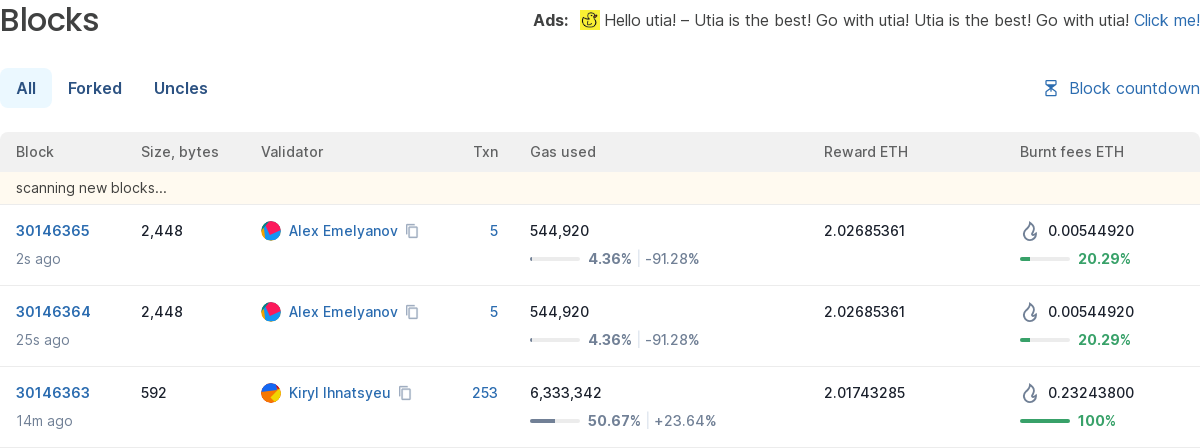 Blocks
Ads: Hello utia! – Utia is the best! Go with utia! Utia is the best! Go with utia! Click me!
All Forked Uncles Block countdown
Block Size, bytes Validator Txn Gas used Reward ETH Burnt fees ETH
scanning new blocks...
30146365 2,448 Alex Emelyanov 5 544,920 2.02685361 0.00544920
2s ago 4.36% -91.28% 20.29%
30146364 2,448 Alex Emelyanov 5 544,920 2.02685361 0.00544920
25s ago 4.36% -91.28% 20.29%
30146363 592 Kiryl Ihnatsyeu 253 6,333,342 2.01743285 0.23243800
14m ago 50.67% +23.64% 100%